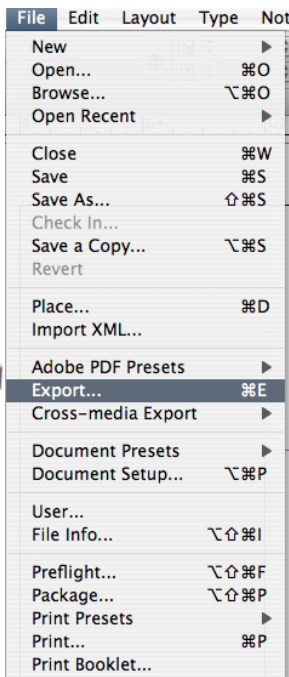 File Edit Layout Type Not
New ▶
Open... ⌘O
Browse... ⌥⌘O
Open Recent ▶
Close ⌘W
Save ⌘S
Save As... ⇧⌘S
Check In...
Save a Copy... ⌥⌘S
Revert
Place... ⌘D
Import XML...
Adobe PDF Presets ▶
Export... ⌘E
Cross-media Export ▶
Document Presets ▶
Document Setup... ⌥⌘P
User...
File Info... ⌥⇧⌘I
Preflight... ⌥⇧⌘F
Package... ⌥⇧⌘P
Print Presets ▶
Print... ⌘P
Print Booklet...